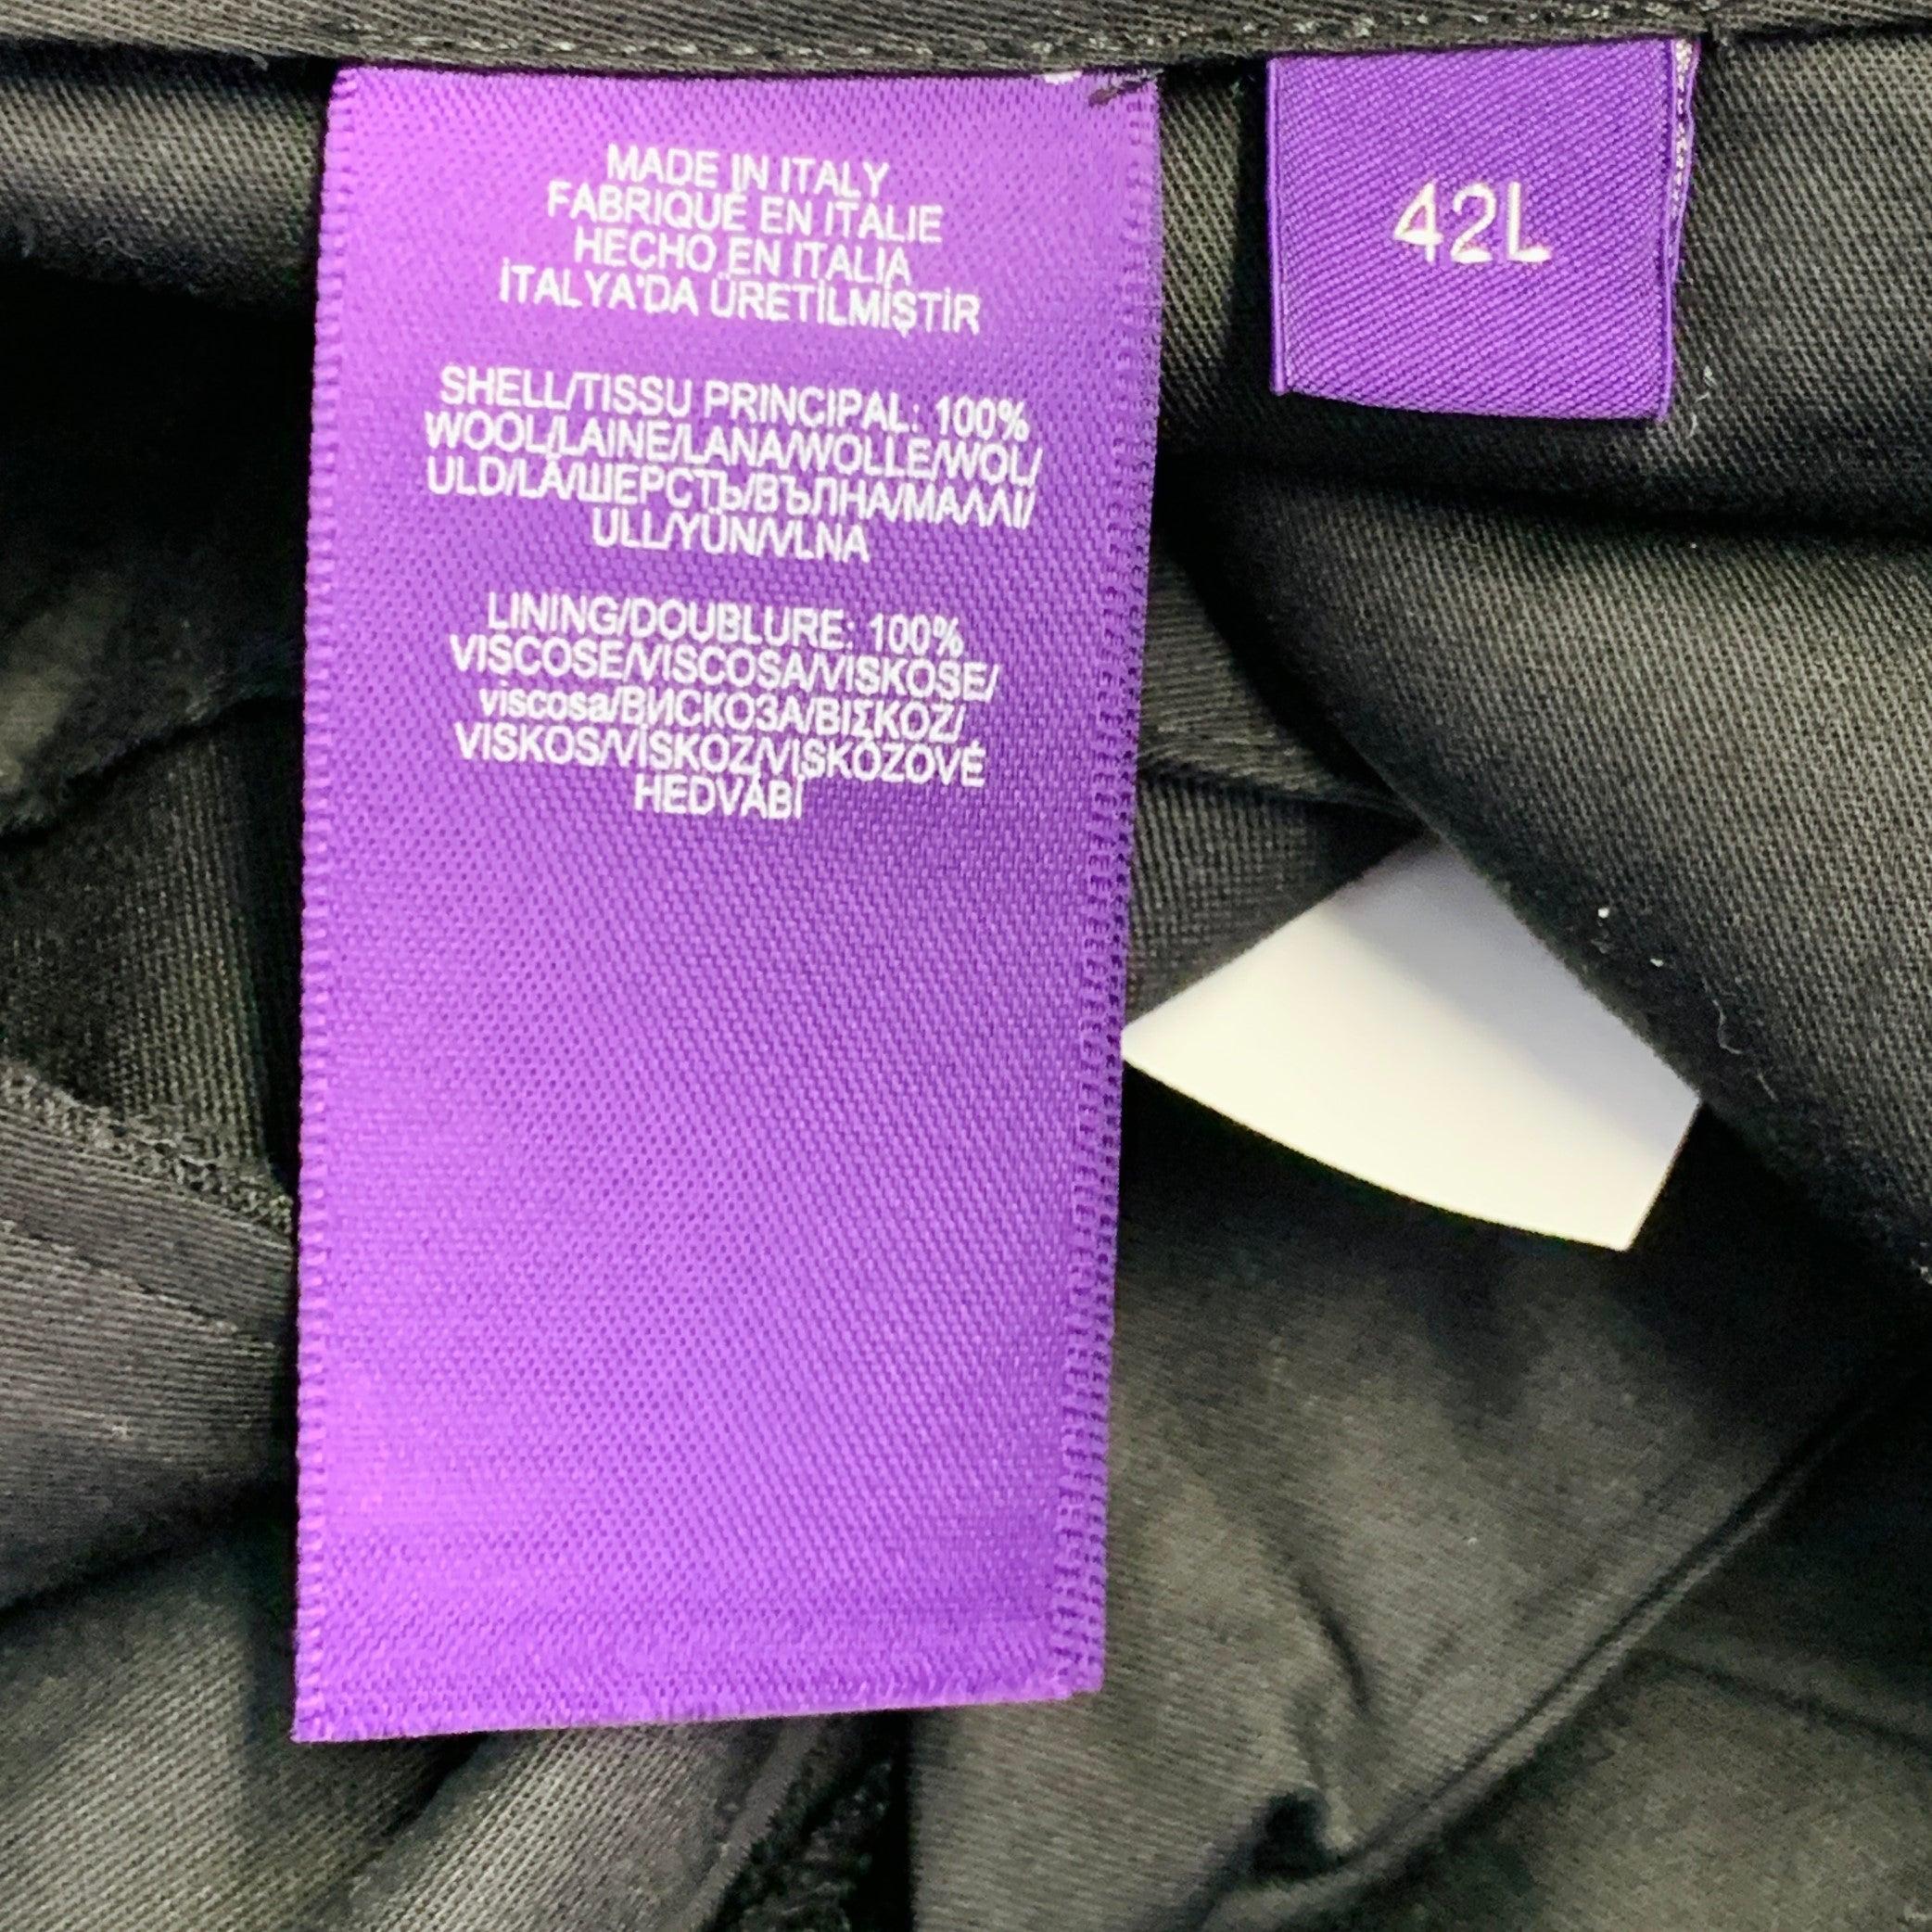 MADE IN ITALY
FABRIQUÉ EN ITALIE
HECHO EN ITALIA
İTALYA'DA ÜRETİLMİŞTİR
SHELL/TISSU PRINCIPAL: 100%
WOOL/LAINE/LANA/WOLLE/WOL/
ULD/LÃ/ШЕРСТЬ/ВЪЛНА/ΜΑΛΛΙ/
ULL/YÜN/VLNA
LINING/DOUBLURE: 100%
VISCOSE/VISCOSA/VISKOSE/
viscosa/ВИСКОЗА/ΒΙΣΚΟΖ/
VISKOS/VİSKOZ/VISKÓZOVÉ
HEDVÁBÍ
42L